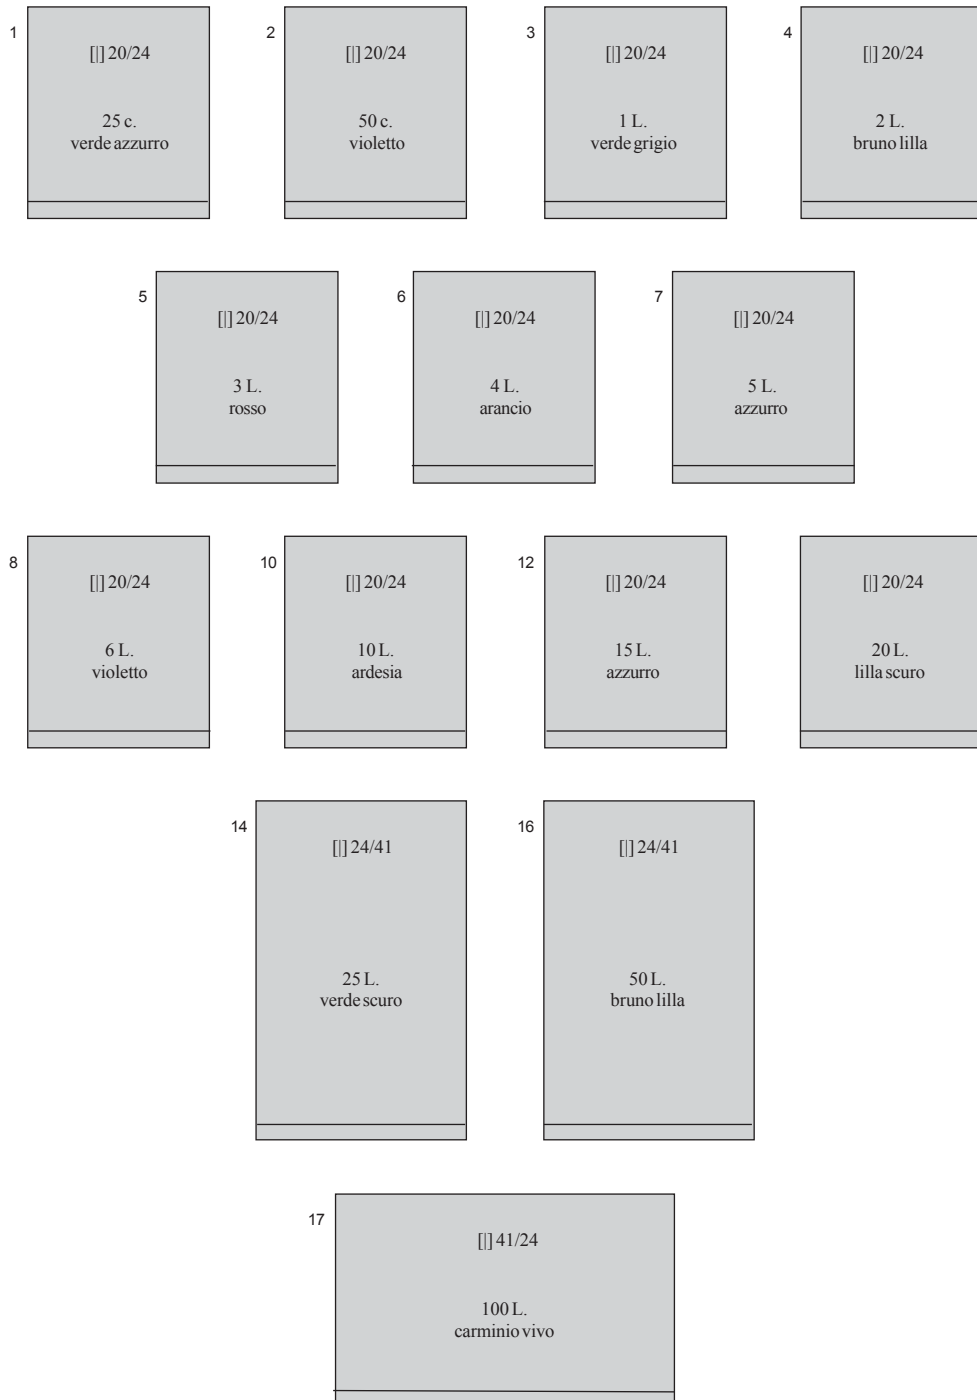 1
[|] 20/24
25 c.
verde azzurro
2
[|] 20/24
50 c.
violetto
3
[|] 20/24
1 L.
verde grigio
4
[|] 20/24
2 L.
bruno lilla
5
[|] 20/24
3 L.
rosso
6
[|] 20/24
4 L.
arancio
7
[|] 20/24
5 L.
azzurro
8
[|] 20/24
6 L.
violetto
10
[|] 20/24
10 L.
ardesia
12
[|] 20/24
15 L.
azzurro
[|] 20/24
20 L.
lilla scuro
14
[|] 24/41
25 L.
verde scuro
16
[|] 24/41
50 L.
bruno lilla
17
[|] 41/24
100 L.
carminio vivo